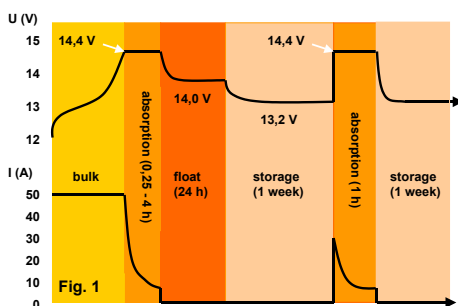 U (V)
15
14,4 V
14,4 V
14
14,0 V
13
13,2 V
12
absorption (0,25 - 4 h)
absorption (1 h)
I (A)
bulk
float
(24 h)
storage
(1 week)
storage
(1 week)
50
40
30
20
10
0
Fig. 1